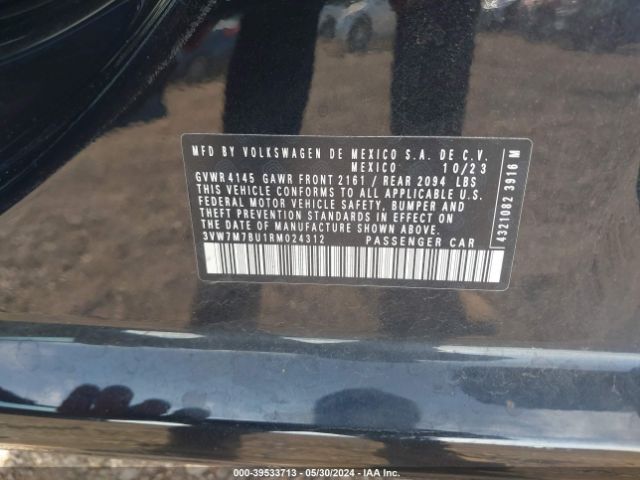 MFD BY VOLKSWAGEN DE MEXICO S.A. DE C.V.
MEXICO 10/23
GVWR 4145 GAWR FRONT 2161 / REAR 2094 LBS
THIS VEHICLE CONFORMS TO ALL APPLICABLE U.S.
FEDERAL MOTOR VEHICLE SAFETY, BUMPER AND
THEFT PREVENTION STANDARDS IN EFFECT ON
THE DATE OF MANUFACTURE SHOWN ABOVE.
3VW7M7BU1RM024312 PASSENGER CAR
43211082 3916 M
000-39533713 - 05/30/2024 - IAA Inc.